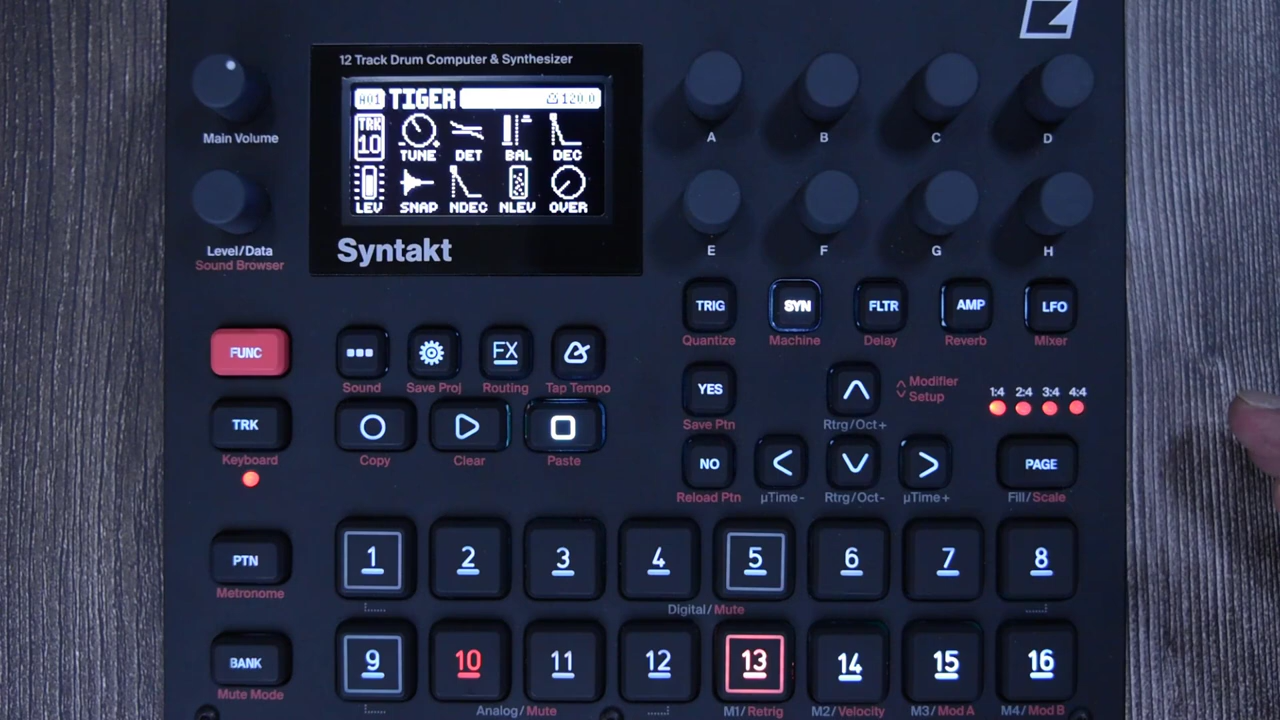 12 Track Drum Computer & Synthesizer
A01 TIGER 120.0
TRK 10 TUNE DET BAL DEC
LEV SNAP NDEC NLEV OVER
Syntakt
Main Volume
Level/Data
Sound Browser
A B C D
E F G H
TRIG SYN FLTR AMP LFO
Quantize Machine Delay Reverb Mixer
FUNC FX
Sound Save Proj Routing Tap Tempo
YES
Save Ptn Rtrg/Oct+
Modifier
Setup
1:4 2:4 3:4 4:4
TRK
Keyboard Copy Clear Paste
NO PAGE
Reload Ptn µTime- Rtrg/Oct- µTime+ Fill/Scale
PTN 1 2 3 4 5 6 7 8
Metronome
Digital/Mute
BANK 9 10 11 12 13 14 15 16
Mute Mode
Analog/Mute M1/Retrig M2/Velocity M3/Mod A M4/Mod B